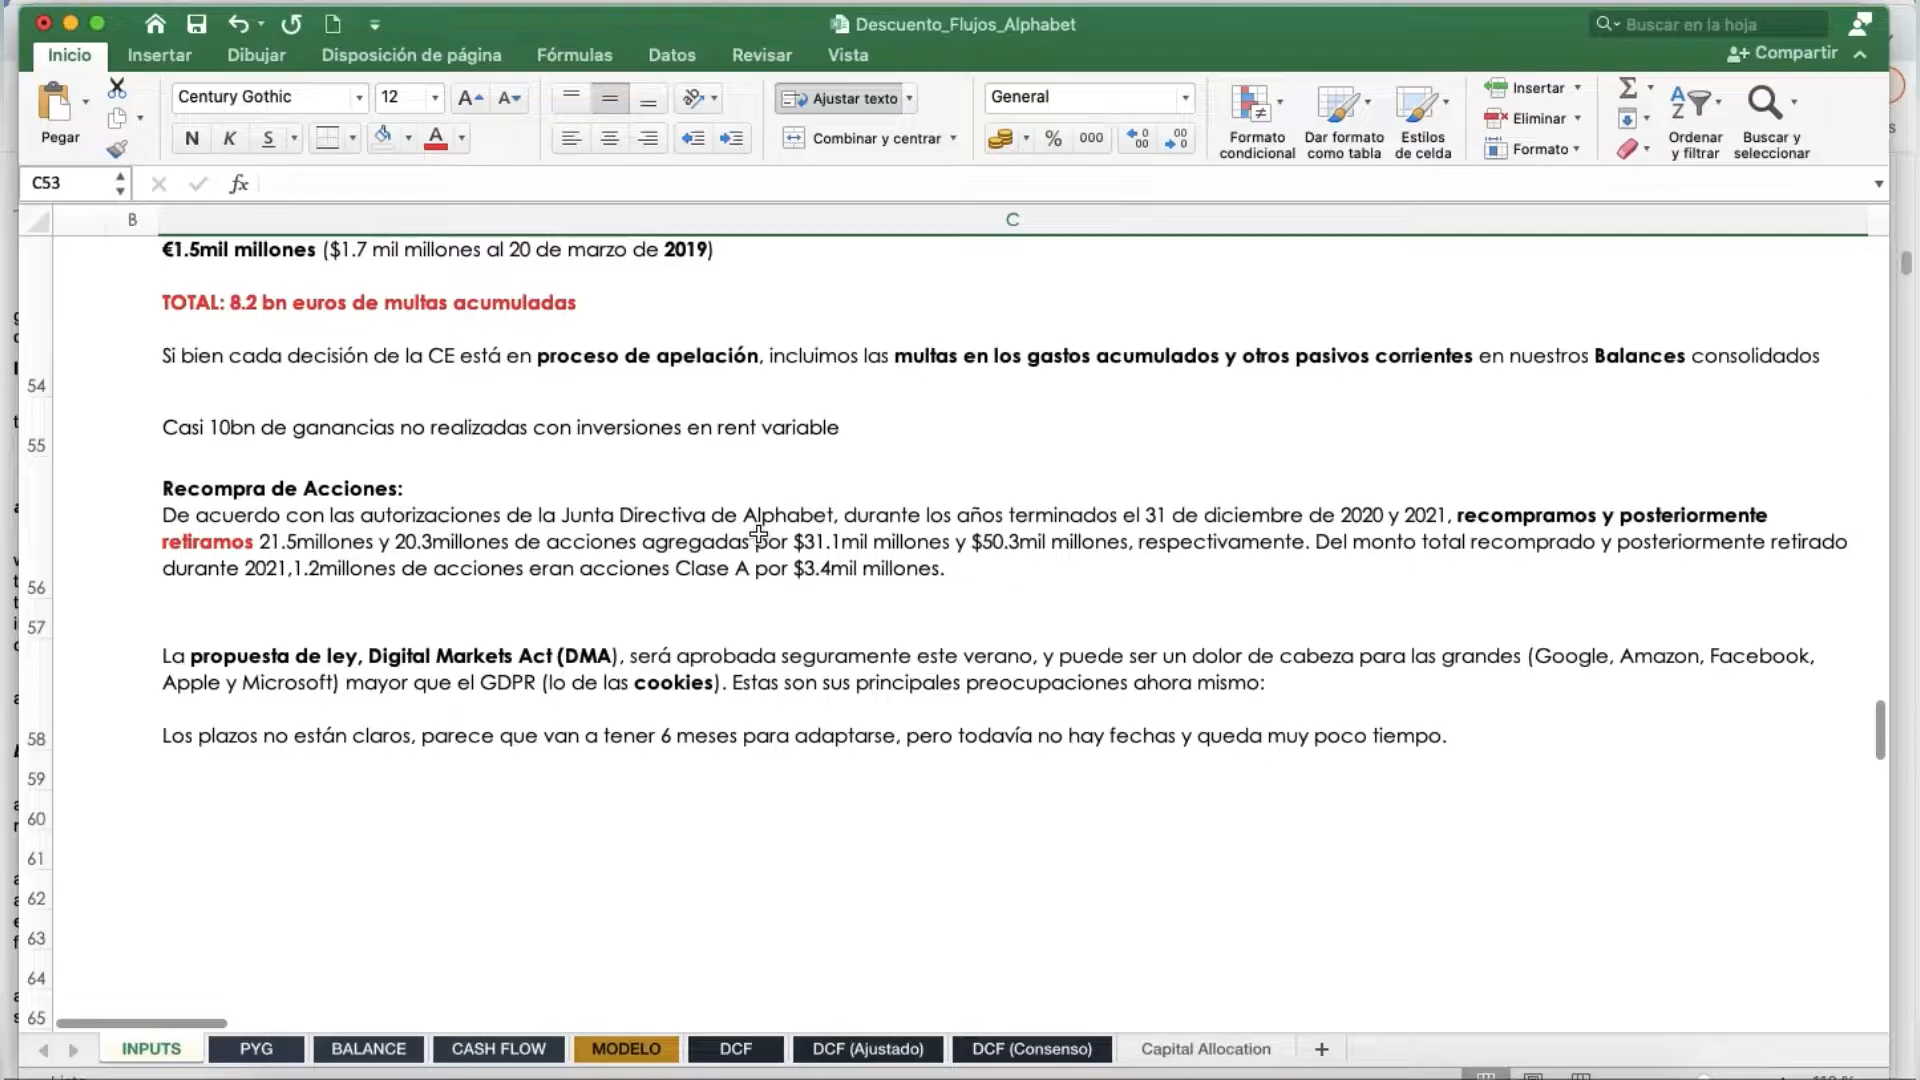 Descuento_Flujos_Alphabet
Buscar en la hoja
Inicio
Insertar
Dibujar
Disposición de página
Fórmulas
Datos
Revisar
Vista
Compartir
Pegar
Century Gothic
12
N K S
Ajustar texto
Combinar y centrar
General
% 000
Formato condicional
Dar formato como tabla
Estilos de celda
Insertar
Eliminar
Formato
Ordenar y filtrar
Buscar y seleccionar
C53
fx
B
C
€1.5mil millones ($1.7 mil millones al 20 de marzo de 2019)
TOTAL: 8.2 bn euros de multas acumuladas
Si bien cada decisión de la CE está en proceso de apelación, incluimos las multas en los gastos acumulados y otros pasivos corrientes en nuestros Balances consolidados
54
Casi 10bn de ganancias no realizadas con inversiones en rent variable
55
Recompra de Acciones:
De acuerdo con las autorizaciones de la Junta Directiva de Alphabet, durante los años terminados el 31 de diciembre de 2020 y 2021, recompramos y posteriormente
retiramos 21.5millones y 20.3millones de acciones agregadas por $31.1mil millones y $50.3mil millones, respectivamente. Del monto total recomprado y posteriormente retirado
durante 2021,1.2millones de acciones eran acciones Clase A por $3.4mil millones.
56
57
La propuesta de ley, Digital Markets Act (DMA), será aprobada seguramente este verano, y puede ser un dolor de cabeza para las grandes (Google, Amazon, Facebook,
Apple y Microsoft) mayor que el GDPR (lo de las cookies). Estas son sus principales preocupaciones ahora mismo:
Los plazos no están claros, parece que van a tener 6 meses para adaptarse, pero todavía no hay fechas y queda muy poco tiempo.
58
59
60
61
62
63
64
65
INPUTS
PYG
BALANCE
CASH FLOW
MODELO
DCF
DCF (Ajustado)
DCF (Consenso)
Capital Allocation